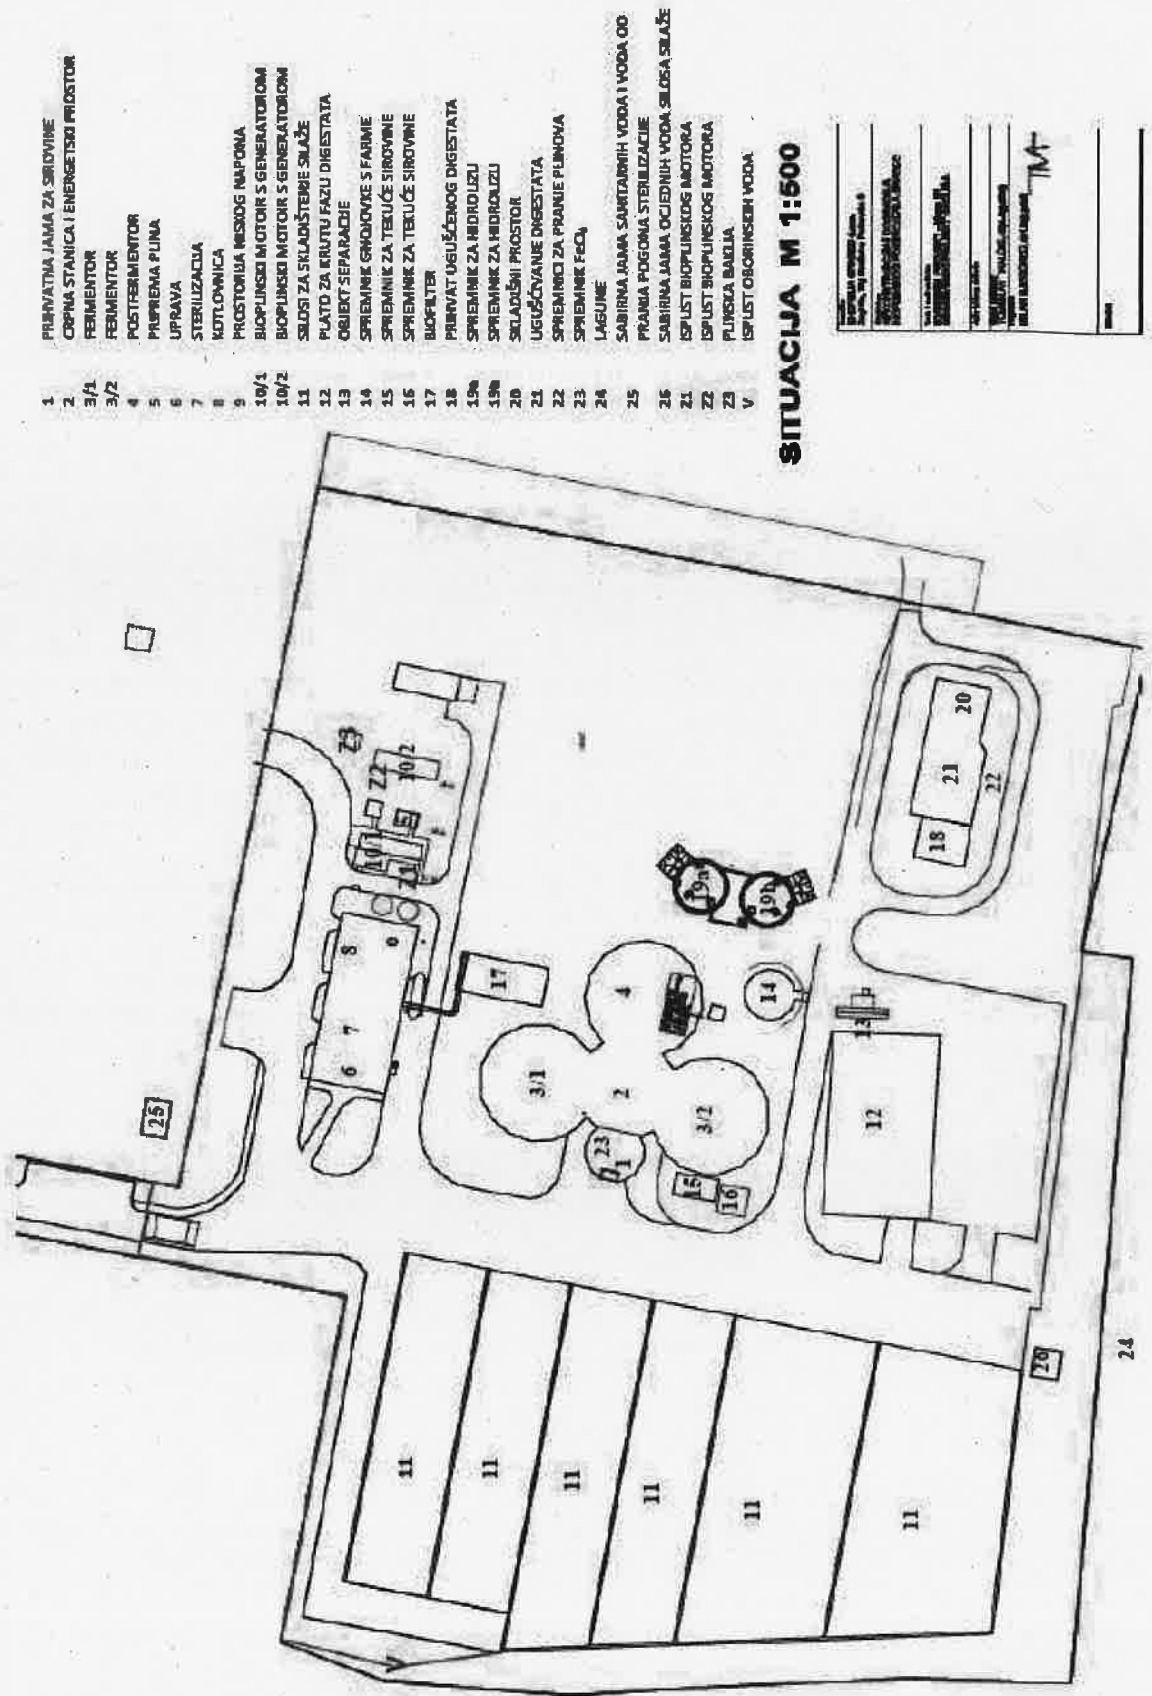 1 PRIHVATNA JAMA ZA SIROVINE
2 CRPNA STANICA I ENERGETSKI PROSTOR
3/1 FERMENTOR
3/2 FERMENTOR
4 POSTFERMENTOR
5 PRIPREMA PLINA
6 UPRAVA
7 STERILIZACIJA
8 KOTLOVNICA
9 PROSTORIJA NISKOG NAPONA
10/1 BIOPLINSKI MOTOR S GENERATOROM
10/2 BIOPLINSKI MOTOR S GENERATOROM
11 SILOSI ZA SKLADIŠTENJE SILAŽE
12 PLATO ZA KRUTU FAZU DIGESTATA
13 OBJEKT SEPARACIJE
14 SPREMNIK GNOJOVKE S FARME
15 SPREMNIK ZA TEKUĆE SIROVINE
16 SPREMNIK ZA TEKUĆE SIROVINE
17 BIOFILTER
18 PRIHVAT UGUŠĆENOG DIGESTATA
19a SPREMNIK ZA HIDROLIZU
19b SPREMNIK ZA HIDROLIZU
20 SKLADIŠNI PROSTOR
21 UGUŠĆIVANJE DIGESTATA
22 SPREMNICI ZA PRANJE PLINOVA
23 SPREMNIK FeCl₃
24 LAGUNE
25 SABIRNA JAMA SANITARNIH VODA I VODA OD
PRANJA POGONA STERILIZACIJE
26 SABIRNA JAMA OCJEDNIH VODA SILOSA SILAŽE
Z1 ISPUST BIOPLINSKOG MOTORA
Z2 ISPUST BIOPLINSKOG MOTORA
Z3 PLINSKA BAKLJA
V ISPUST OBORINSKIH VODA
SITUACIJA M 1:500
Z3
Z2
10/2
5
10/1
Z1
8
7
6
9
25
17
4
3/1
2
3/2
23
1
15
16
14
19a
19b
13
12
18
21
20
22
11
11
11
11
11
11
26
24
V